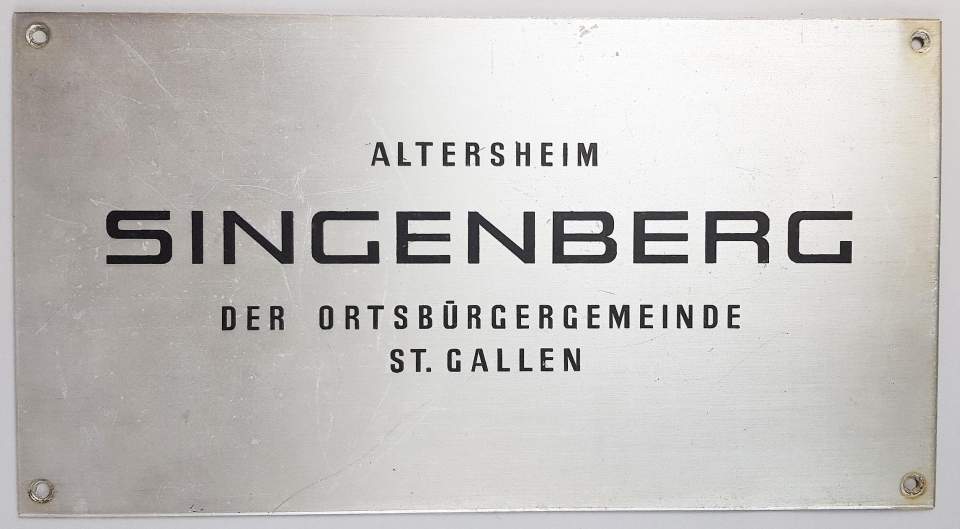 ALTERSHEIM
SINGENBERG
DER ORTSBÜRGERGEMEINDE
ST. GALLEN